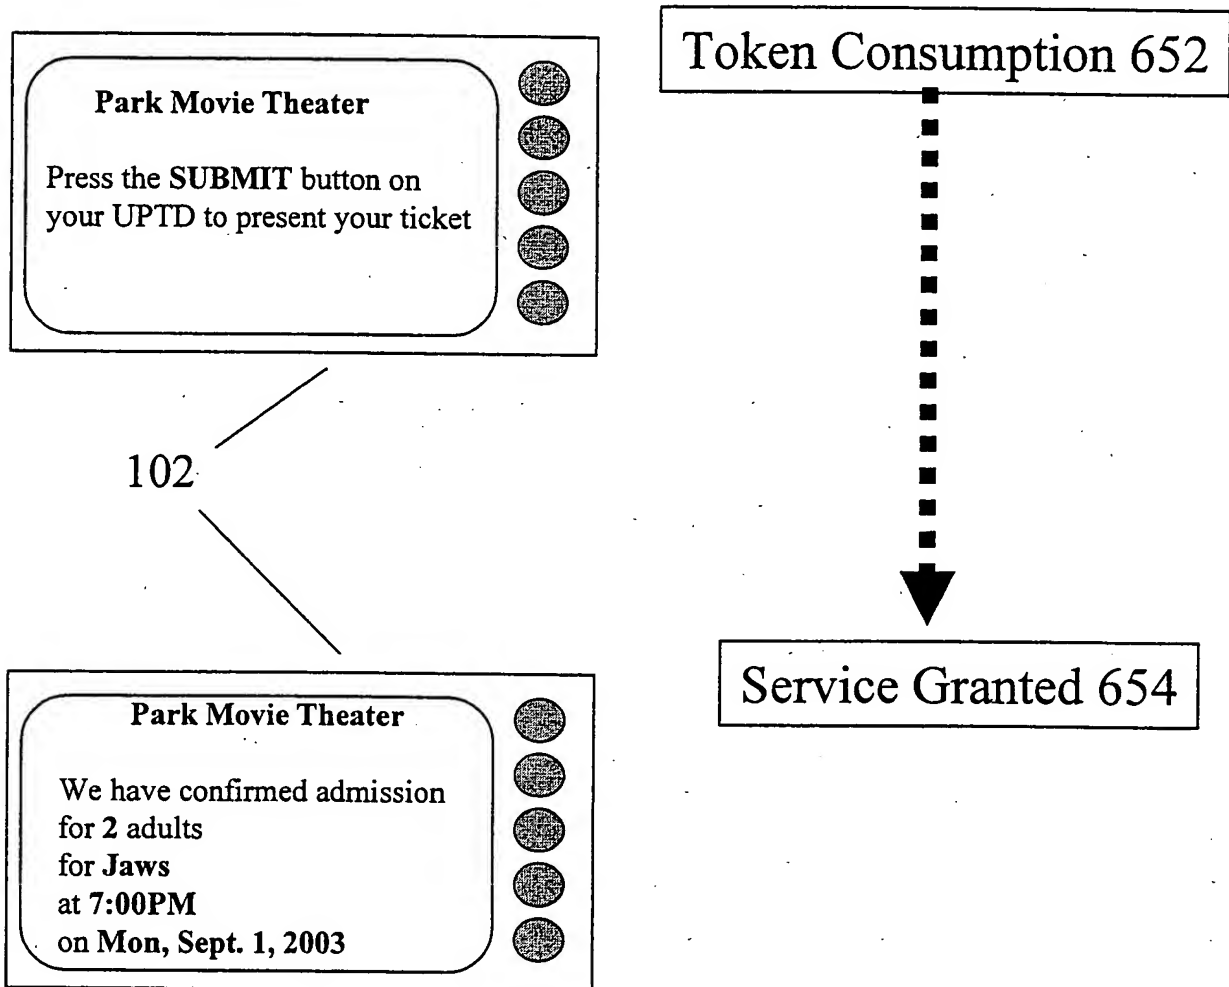 Token Consumption 652
Park Movie Theater
Press the SUBMIT button on
your UPTD to present your ticket
102
Service Granted 654
Park Movie Theater
We have confirmed admission
for 2 adults
for Jaws
at 7:00PM
on Mon, Sept. 1, 2003